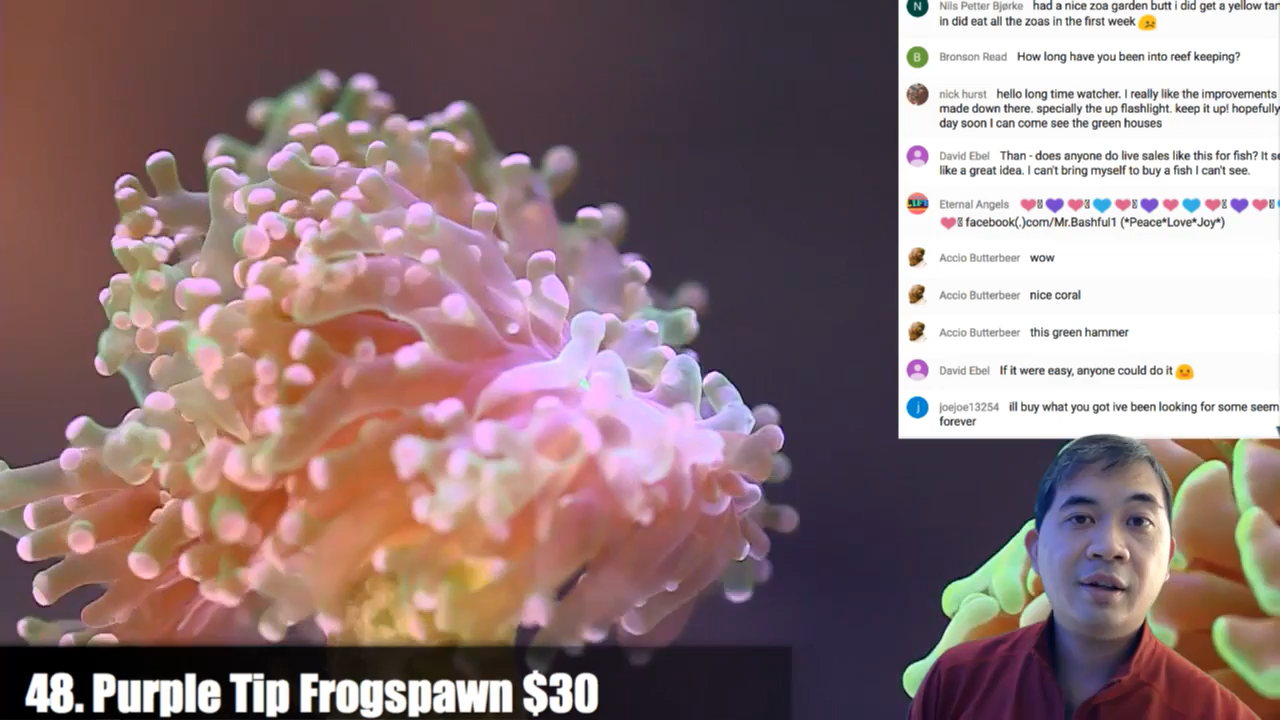 N Nils Petter Bjørke had a nice zoa garden butt i did get a yellow
in did eat all the zoas in the first week
B Bronson Read How long have you been into reef keeping?
nick hurst hello long time watcher. I really like the improvements
made down there. specially the up flashlight. keep it up! hopefully
day soon I can come see the green houses
David Ebel Than - does anyone do live sales like this for fish? It
like a great idea. I can't bring myself to buy a fish I can't see.
Eternal Angels
facebook(.)com/Mr.Bashful1 (*Peace*Love*Joy*)
Accio Butterbeer wow
Accio Butterbeer nice coral
Accio Butterbeer this green hammer
David Ebel If it were easy, anyone could do it
j joejoe13254 ill buy what you got ive been looking for some seem
forever
48. Purple Tip Frogspawn $30